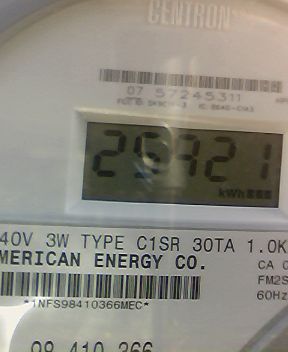 CENTRON
07 57245311
kWh
40V 3W TYPE C1SR 30TA 1.0K
MERICAN ENERGY CO.
CA 0
FM2S
60Hz
*1NFS98410366MEC*
98 410 366